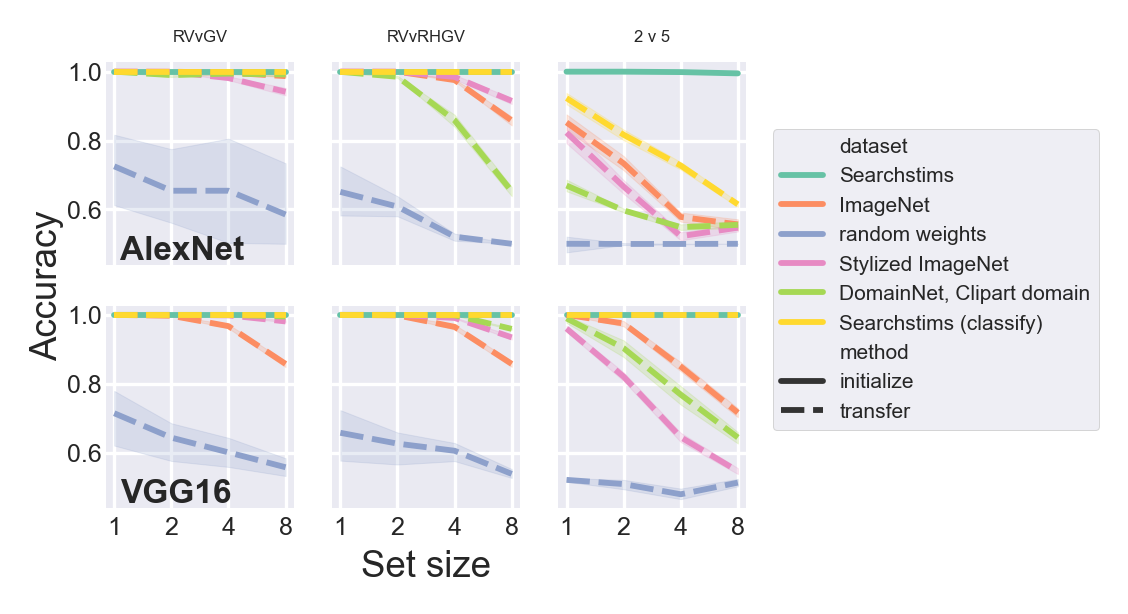 RVvGV
RVvRHGV
2 v 5
1.0
0.8
0.6
AlexNet
Accuracy
1.0
0.8
0.6
VGG16
1 2 4 8
1 2 4 8
1 2 4 8
Set size
dataset
Searchstims
ImageNet
random weights
Stylized ImageNet
DomainNet, Clipart domain
Searchstims (classify)
method
initialize
transfer